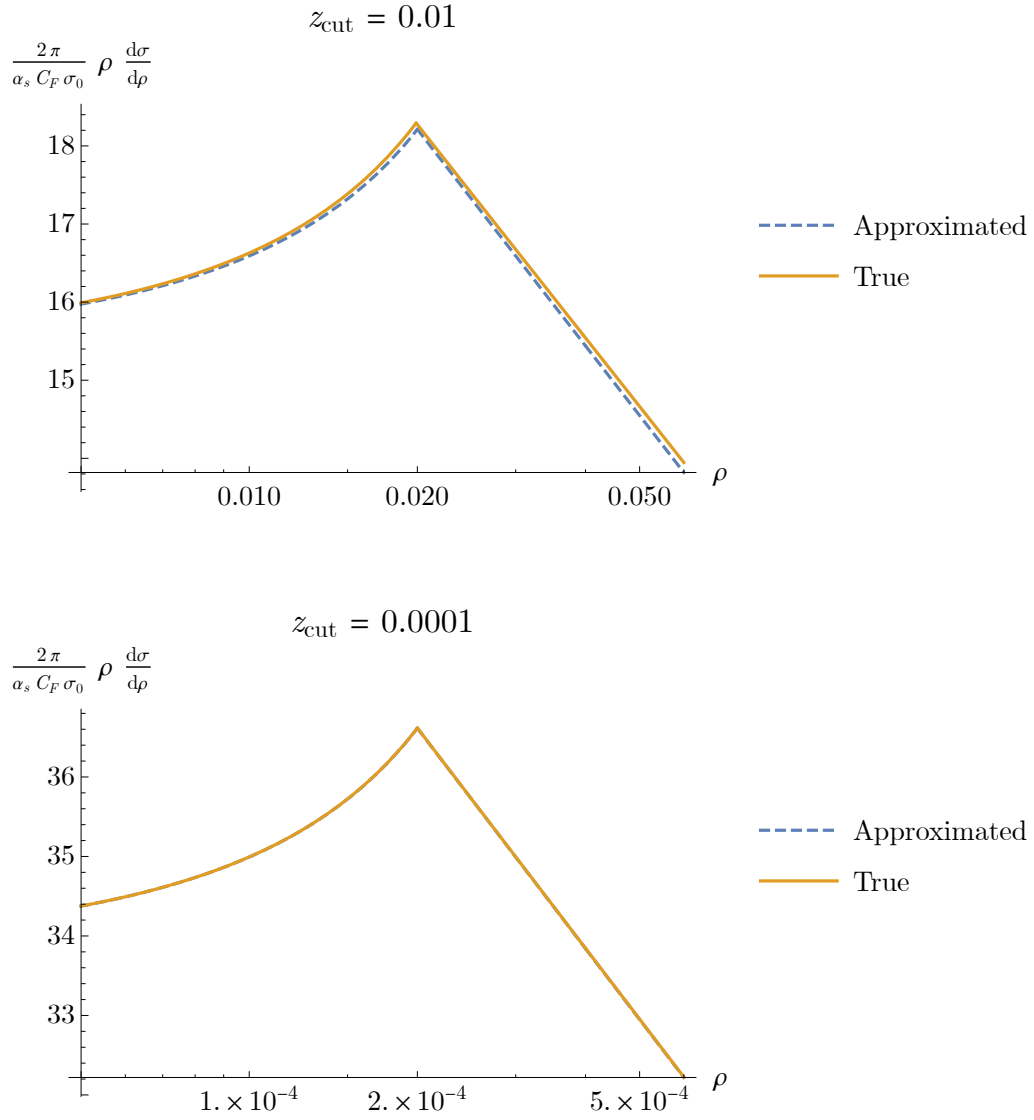 z_cut = 0.01
2 π / α_s C_F σ_0 ρ dσ / dρ
18
17
16
15
0.010 0.020 0.050 ρ
Approximated
True
z_cut = 0.0001
2 π / α_s C_F σ_0 ρ dσ / dρ
36
35
34
33
1.×10⁻⁴ 2.×10⁻⁴ 5.×10⁻⁴ ρ
Approximated
True